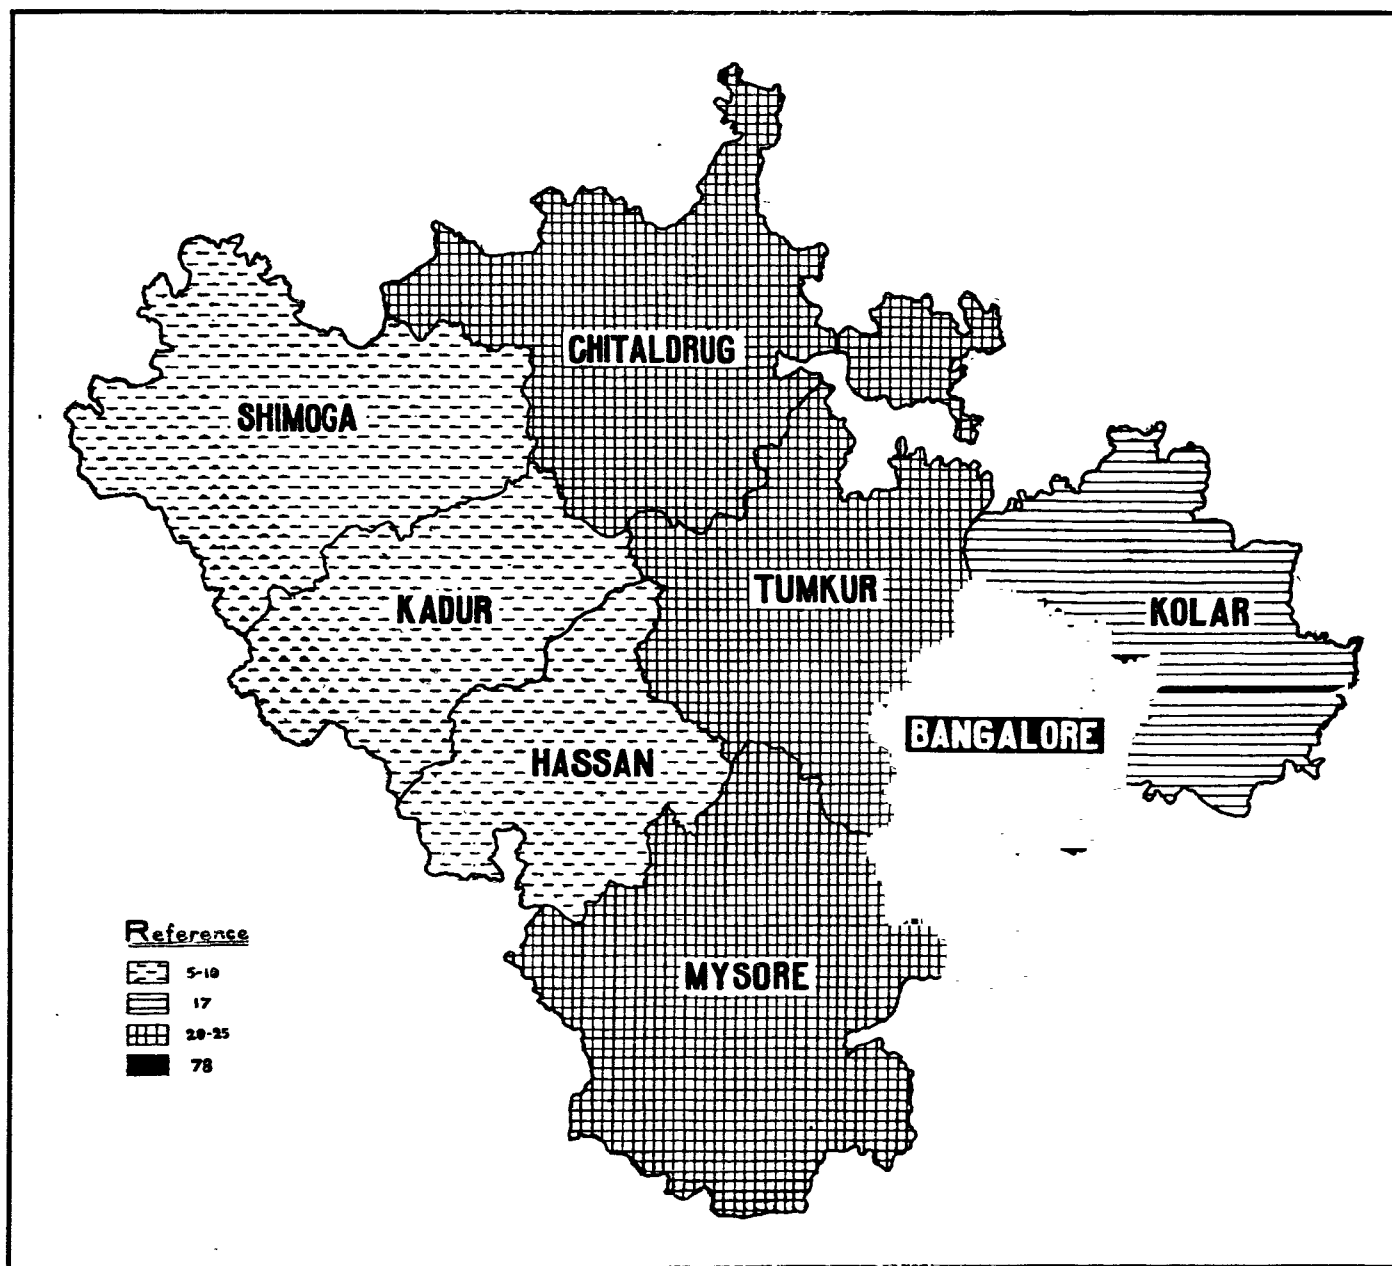 CHITALDRUG
SHIMOGA
TUMKUR
KADUR
KOLAR
BANGALORE
HASSAN
MYSORE
Reference
5-10
17
20-25
78